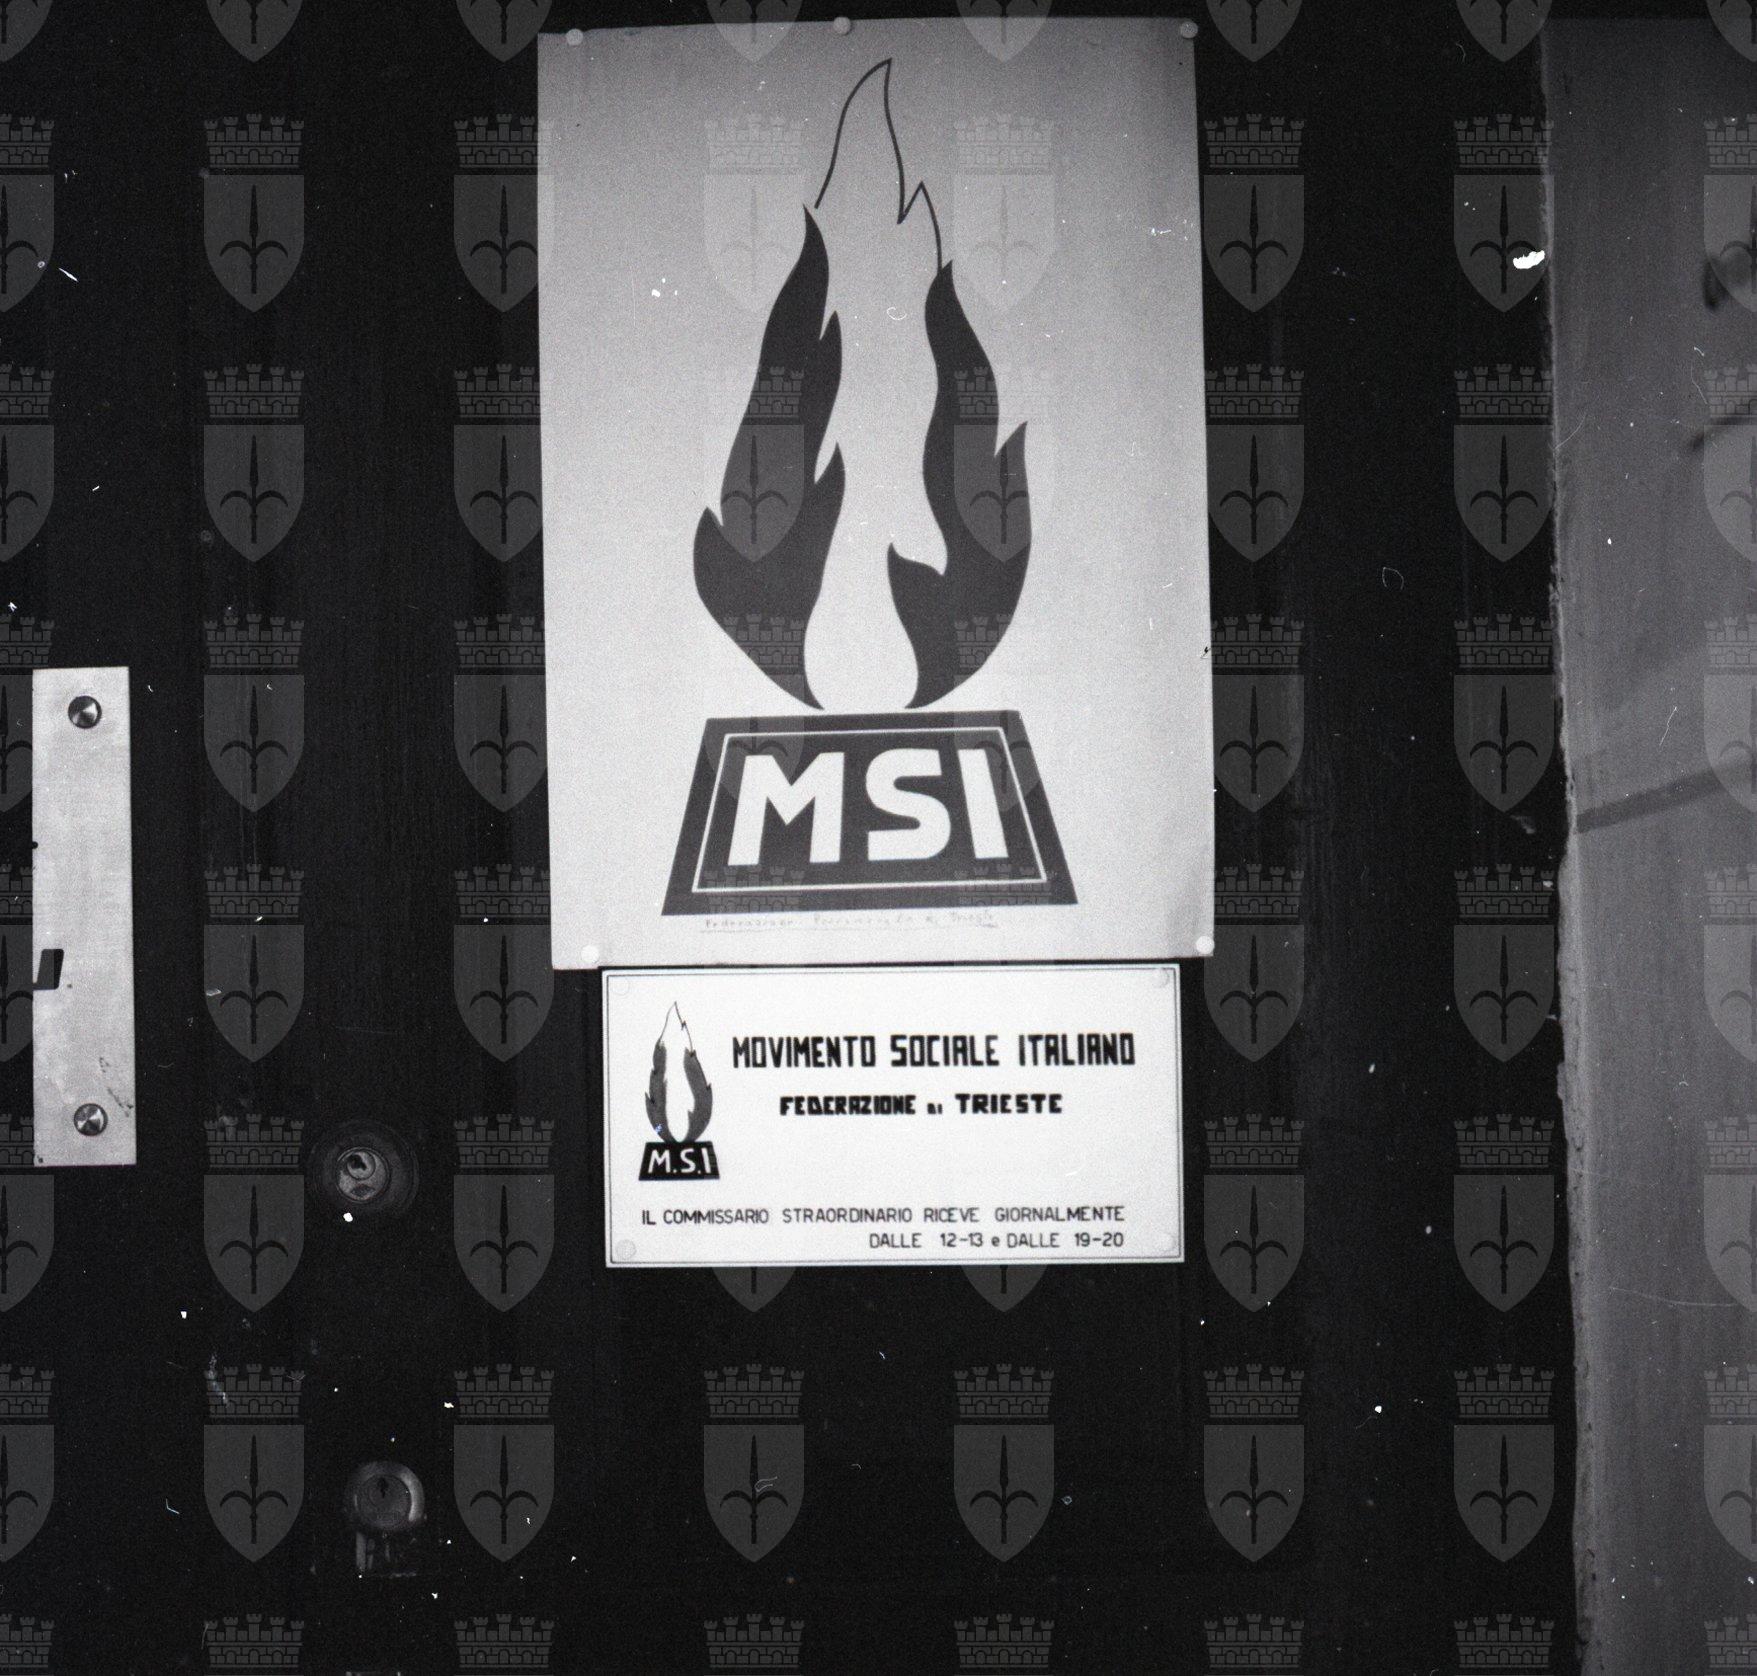 MSI
MOVIMENTO SOCIALE ITALIANO
FEDERAZIONE DI TRIESTE
M.S.I
IL COMMISSARIO STRAORDINARIO RICEVE GIORNALMENTE
DALLE 12-13 e DALLE 19-20